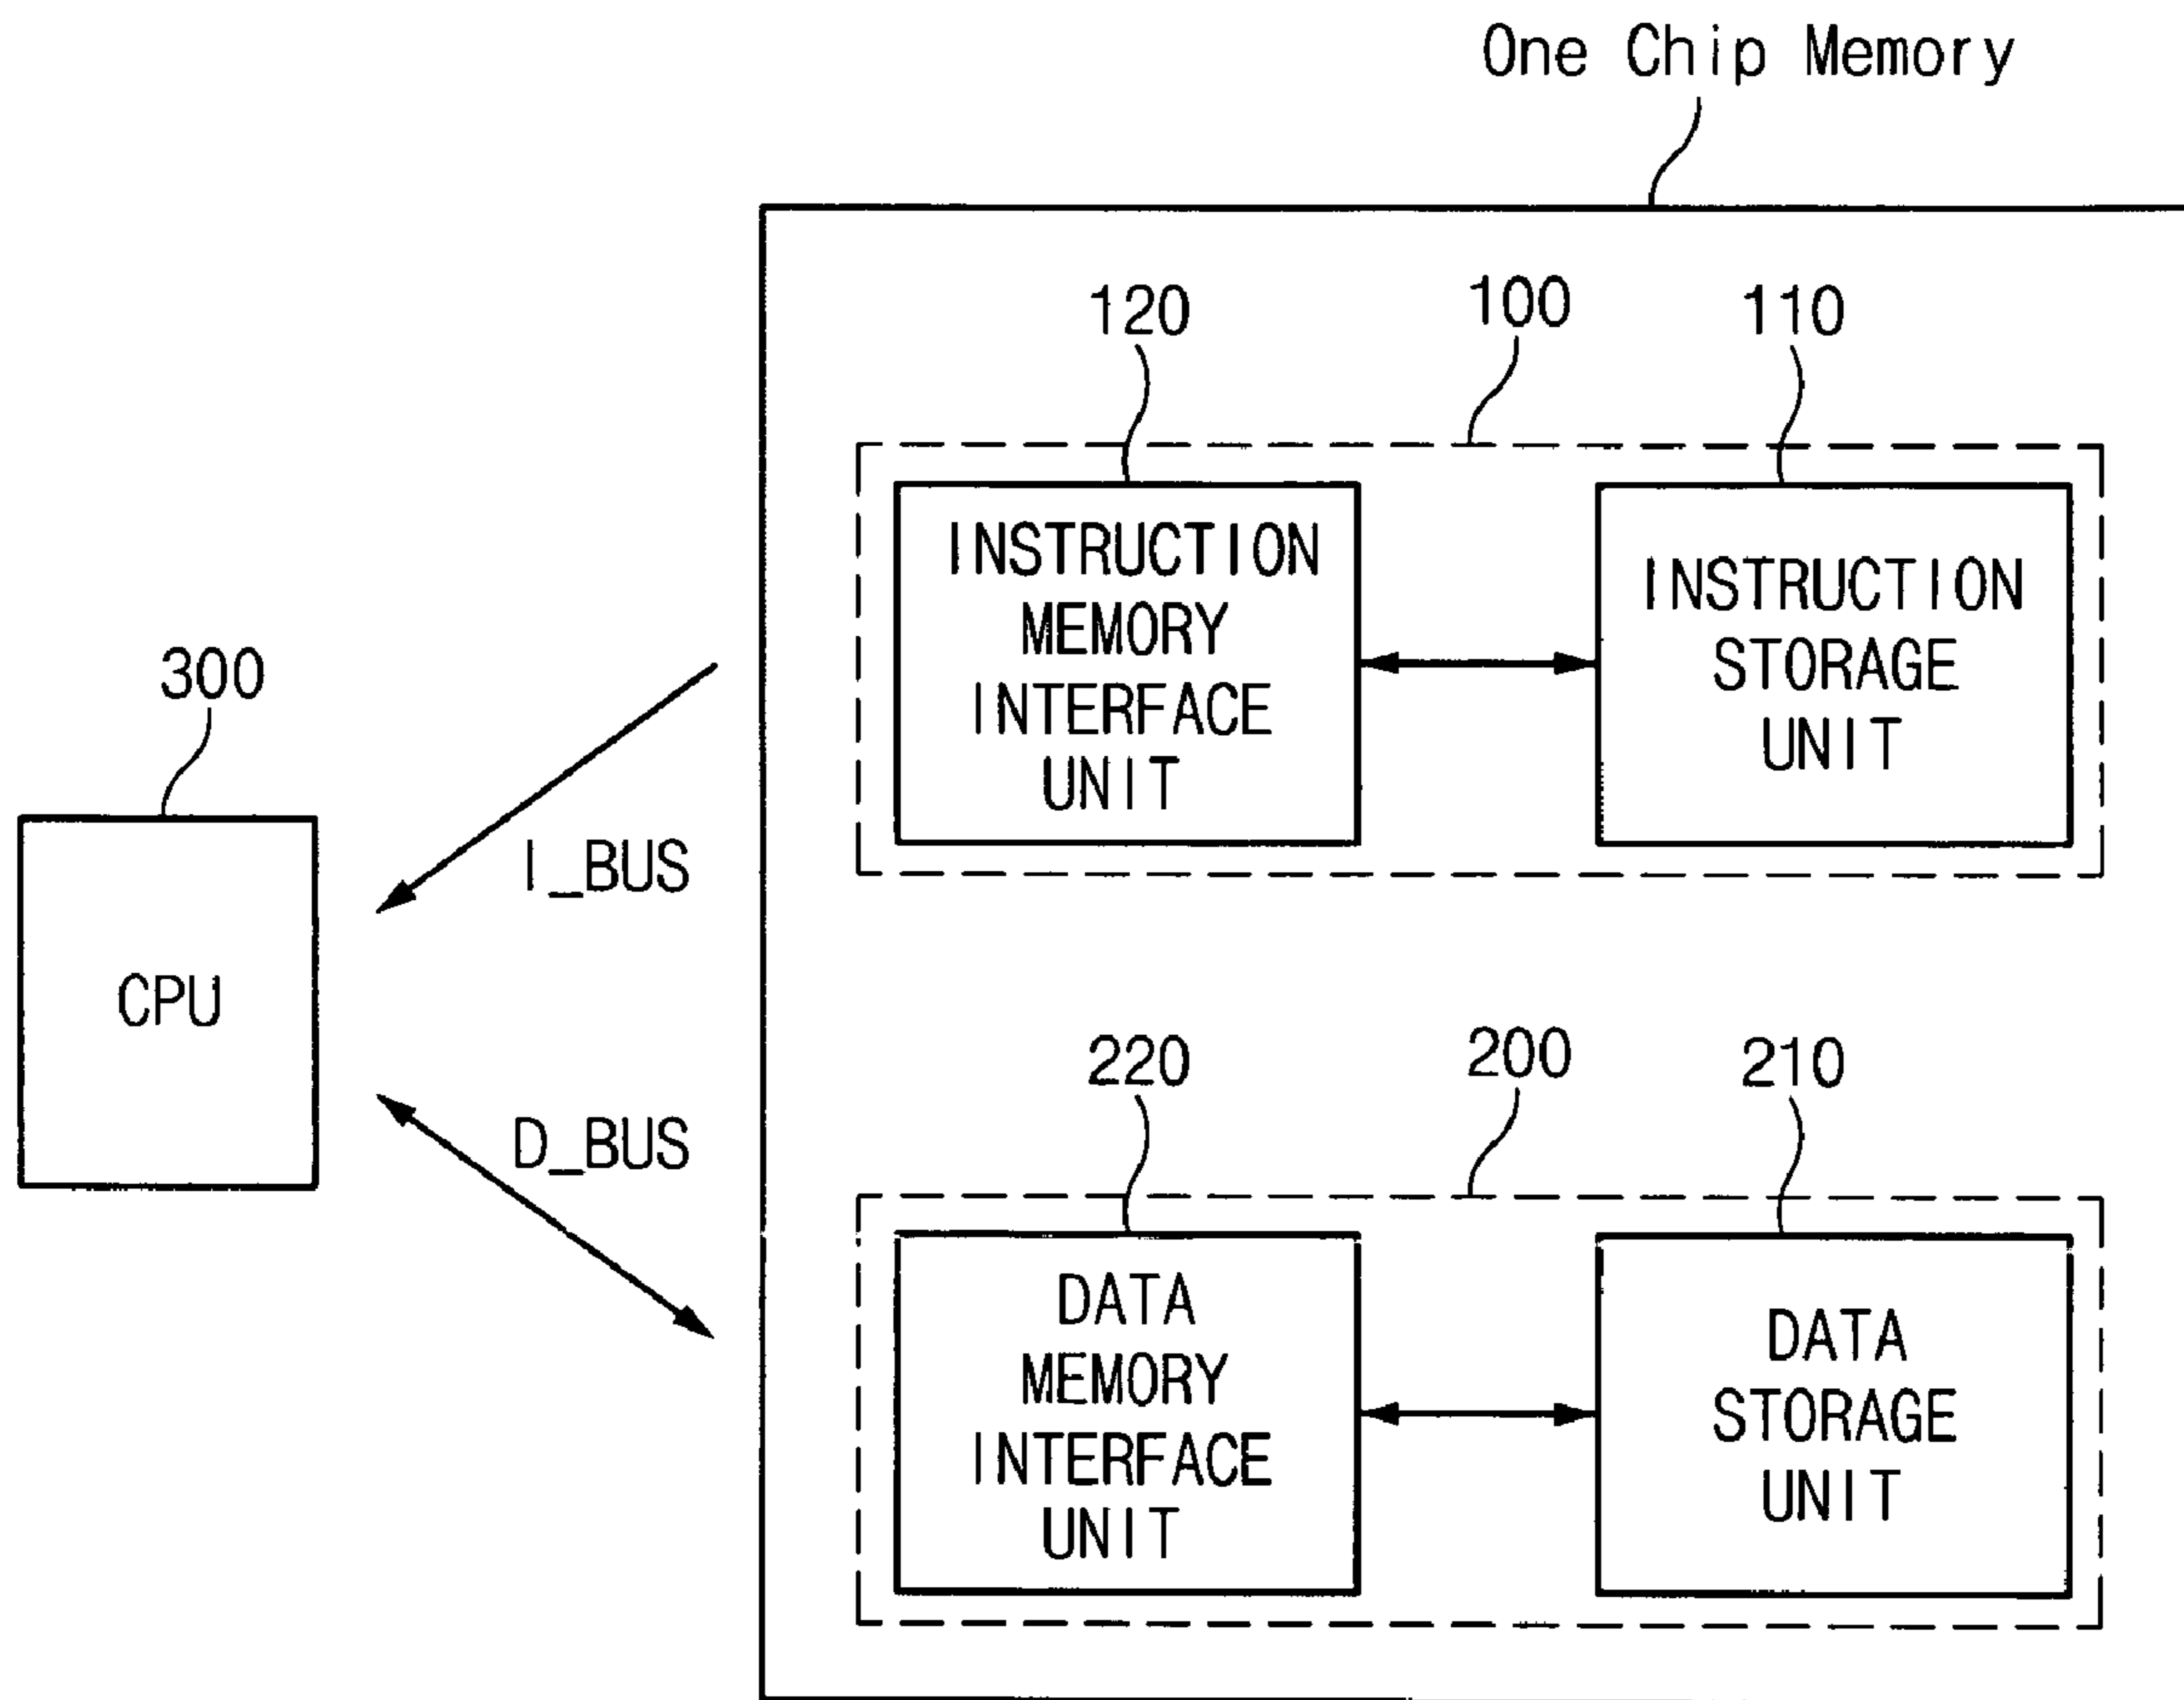 One Chip Memory
120
100
110
INSTRUCTION
MEMORY
INTERFACE
UNIT
INSTRUCTION
STORAGE
UNIT
300
CPU
I_BUS
D_BUS
220
200
210
DATA
MEMORY
INTERFACE
UNIT
DATA
STORAGE
UNIT